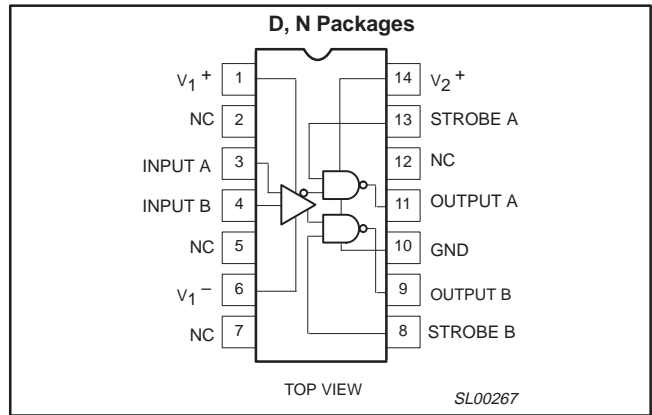 D, N Packages
V1+ 1
NC 2
INPUT A 3
INPUT B 4
NC 5
V1– 6
NC 7
14 V2+
13 STROBE A
12 NC
11 OUTPUT A
10 GND
9 OUTPUT B
8 STROBE B
TOP VIEW
SL00267